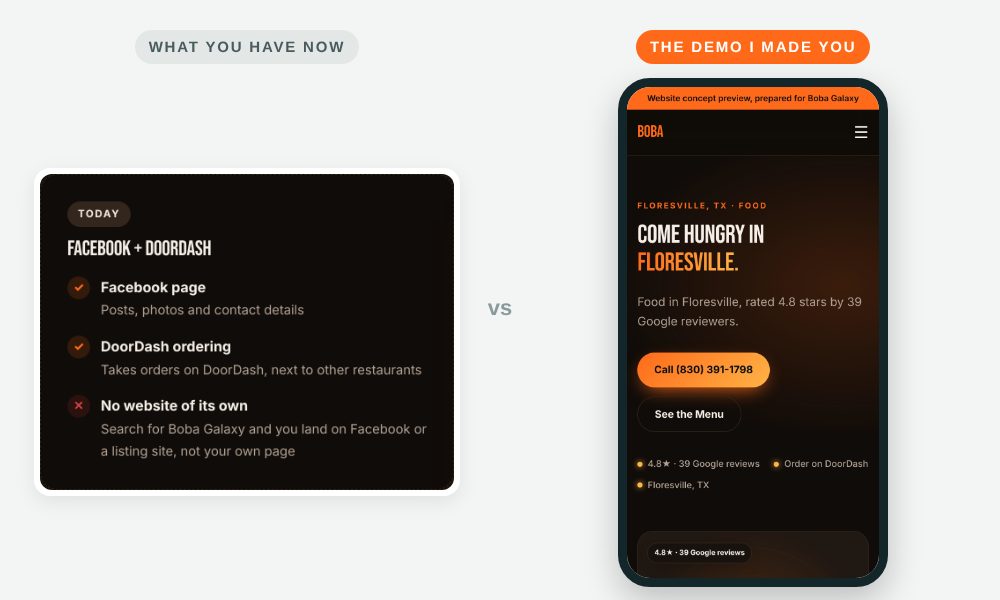 WHAT YOU HAVE NOW
TODAY
FACEBOOK + DOORDASH
Facebook page
Posts, photos and contact details
DoorDash ordering
Takes orders on DoorDash, next to other restaurants
No website of its own
Search for Boba Galaxy and you land on Facebook or
a listing site, not your own page
vs
THE DEMO I MADE YOU
Website concept preview, prepared for Boba Galaxy
BOBA
FLORESVILLE, TX · FOOD
COME HUNGRY IN
FLORESVILLE.
Food in Floresville, rated 4.8 stars by 39
Google reviewers.
Call (830) 391-1798
See the Menu
4.8★ · 39 Google reviews
Order on DoorDash
Floresville, TX
4.8★ · 39 Google reviews